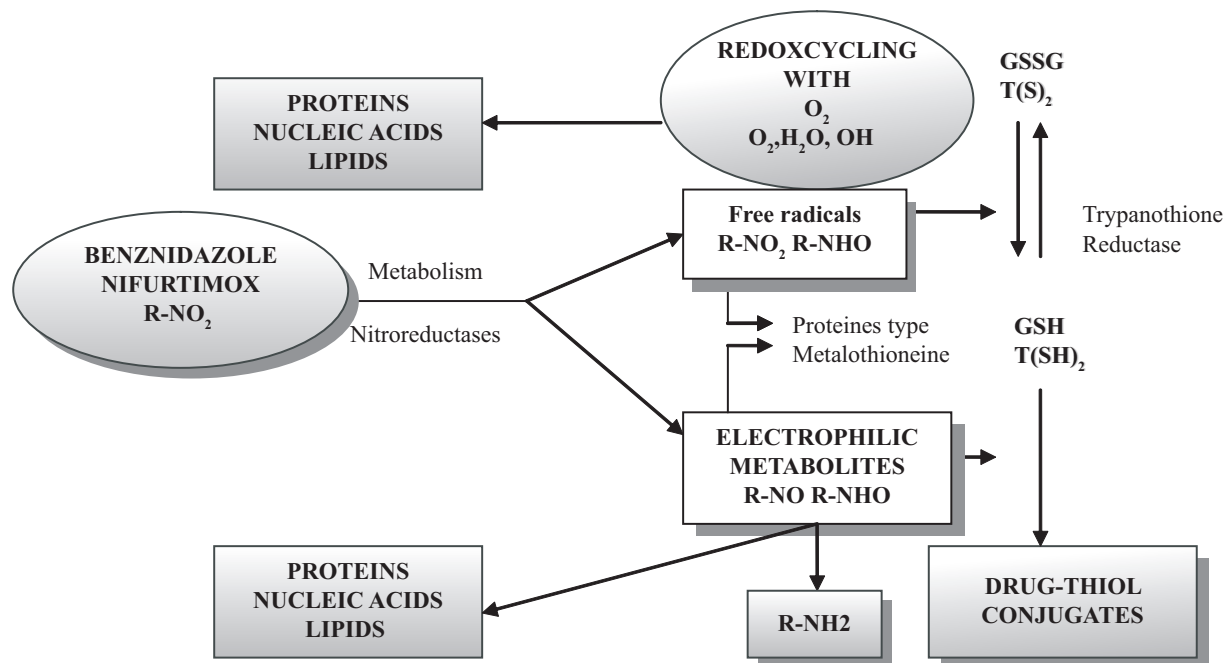 REDOXCYCLING
WITH
O₂
O₂,H₂O, OH
GSSG
T(S)₂
PROTEINS
NUCLEIC ACIDS
LIPIDS
Free radicals
R-NO₂ R-NHO
Trypanothione
Reductase
BENZNIDAZOLE
NIFURTIMOX
R-NO₂
Metabolism
Nitroreductases
Proteines type
Metalothioneine
GSH
T(SH)₂
ELECTROPHILIC
METABOLITES
R-NO R-NHO
PROTEINS
NUCLEIC ACIDS
LIPIDS
R-NH2
DRUG-THIOL
CONJUGATES